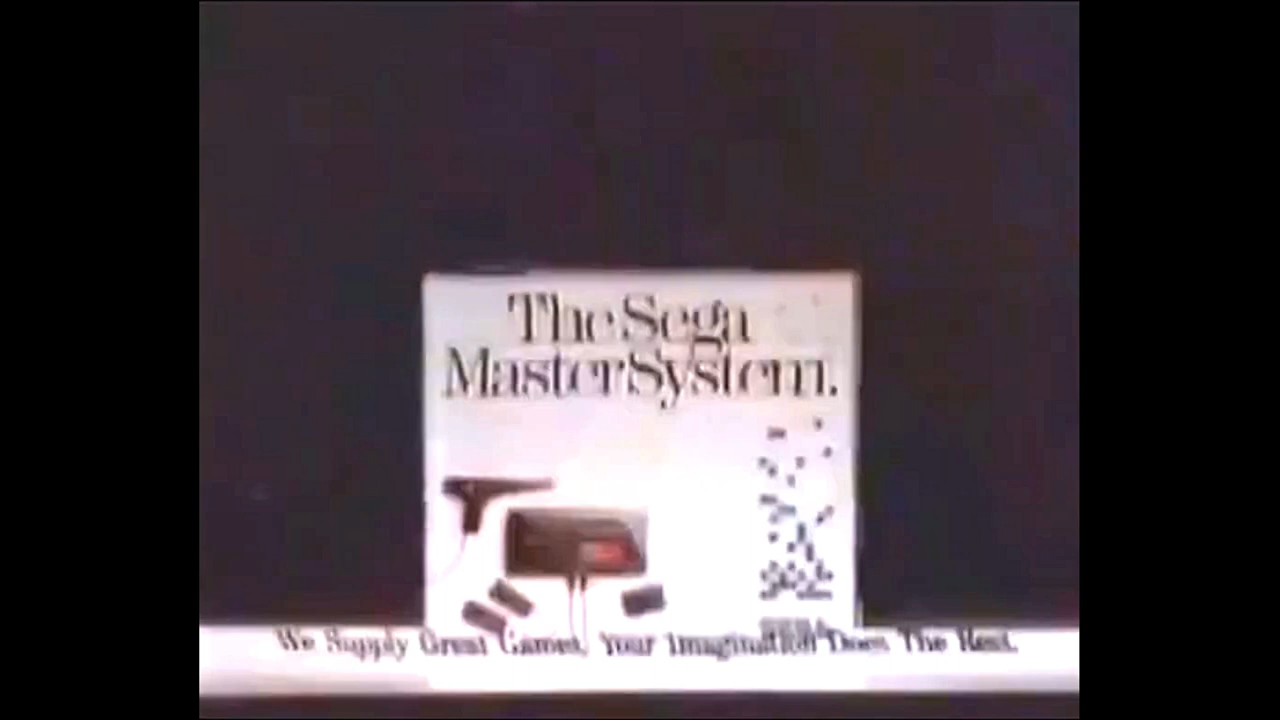 The Sega
Master System.
We Supply Great Games, Your Imagination Does The Rest.